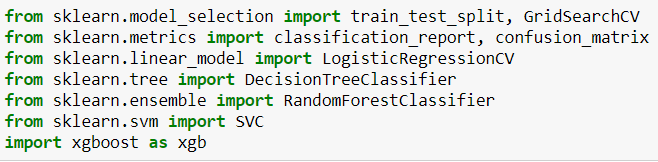 from sklearn.model_selection import train_test_split, GridSearchCV
from sklearn.metrics import classification_report, confusion_matrix
from sklearn.linear_model import LogisticRegressionCV
from sklearn.tree import DecisionTreeClassifier
from sklearn.ensemble import RandomForestClassifier
from sklearn.svm import SVC
import xgboost as xgb